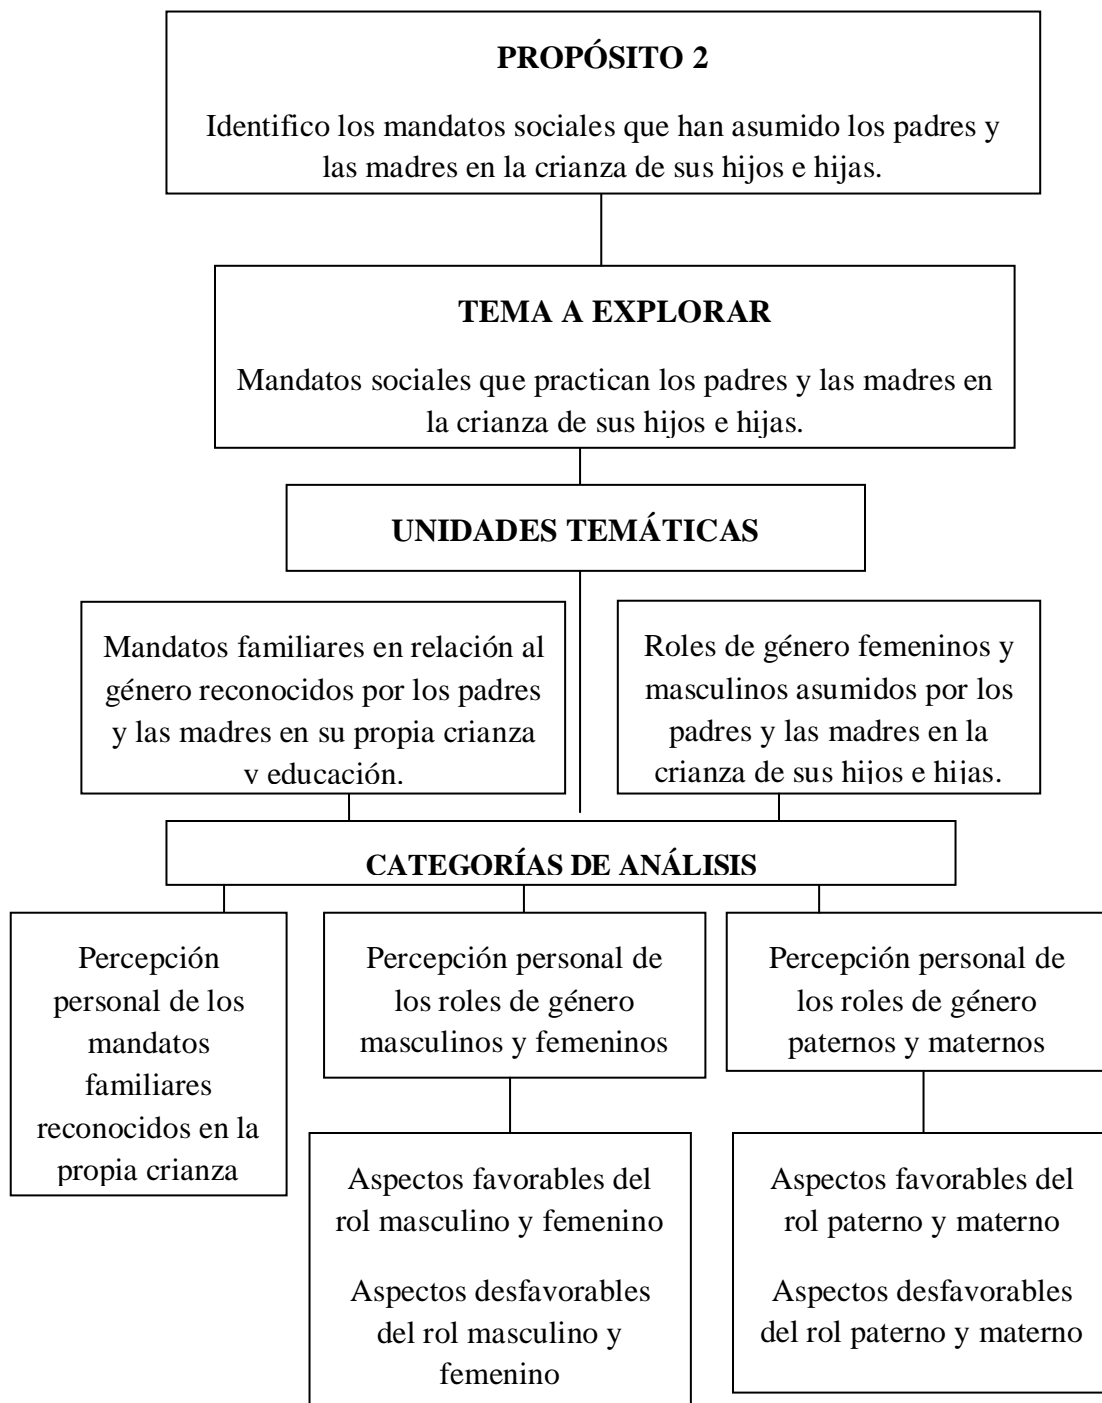 PROPÓSITO 2
Identifico los mandatos sociales que han asumido los padres y
las madres en la crianza de sus hijos e hijas.
TEMA A EXPLORAR
Mandatos sociales que practican los padres y las madres en
la crianza de sus hijos e hijas.
UNIDADES TEMÁTICAS
Mandatos familiares en relación al
género reconocidos por los padres
y las madres en su propia crianza
y educación.
Roles de género femeninos y
masculinos asumidos por los
padres y las madres en la
crianza de sus hijos e hijas.
CATEGORÍAS DE ANÁLISIS
Percepción
personal de los
mandatos
familiares
reconocidos en la
propia crianza
Percepción personal de
los roles de género
masculinos y femeninos
Percepción personal de
los roles de género
paternos y maternos
Aspectos favorables del
rol masculino y femenino
Aspectos desfavorables
del rol masculino y
femenino
Aspectos favorables del
rol paterno y materno
Aspectos desfavorables
del rol paterno y materno